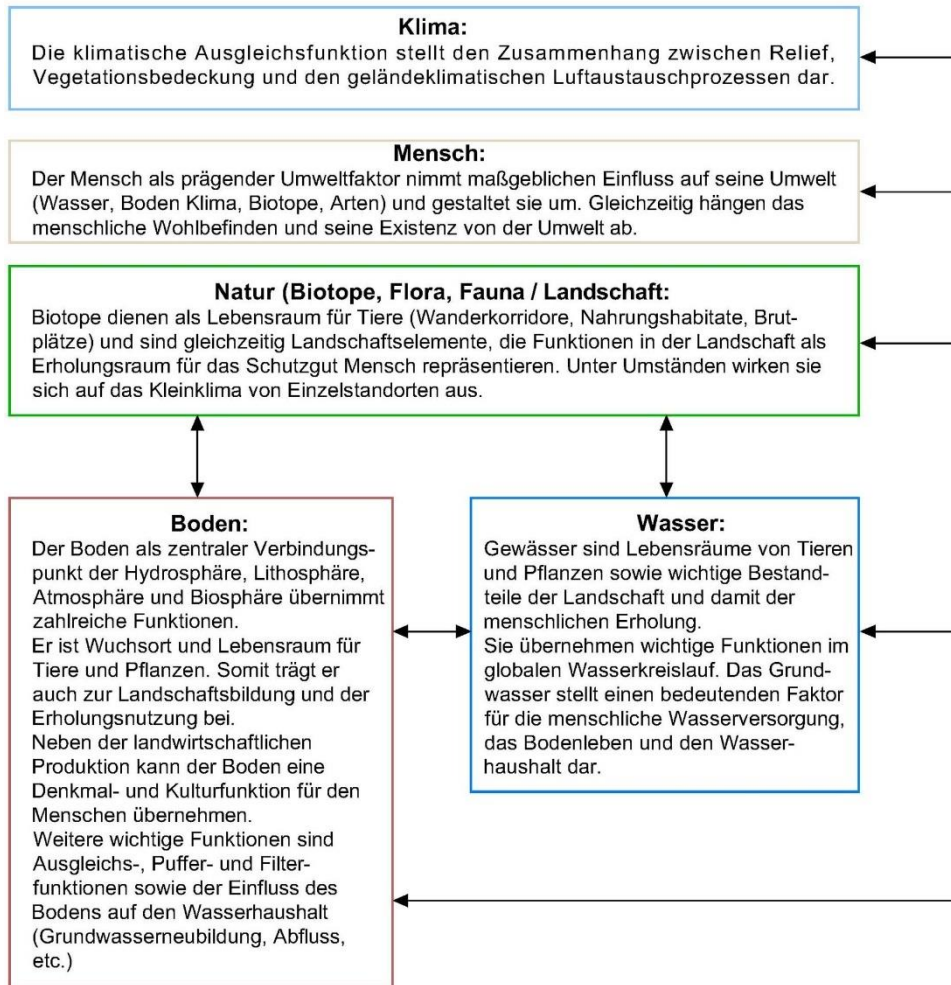 Klima:
Die klimatische Ausgleichsfunktion stellt den Zusammenhang zwischen Relief,
Vegetationsbedeckung und den geländeklimatischen Luftaustauschprozessen dar.
Mensch:
Der Mensch als prägender Umweltfaktor nimmt maßgeblichen Einfluss auf seine Umwelt
(Wasser, Boden Klima, Biotope, Arten) und gestaltet sie um. Gleichzeitig hängen das
menschliche Wohlbefinden und seine Existenz von der Umwelt ab.
Natur (Biotope, Flora, Fauna / Landschaft:
Biotope dienen als Lebensraum für Tiere (Wanderkorridore, Nahrungshabitate, Brut-
plätze) und sind gleichzeitig Landschaftselemente, die Funktionen in der Landschaft als
Erholungsraum für das Schutzgut Mensch repräsentieren. Unter Umständen wirken sie
sich auf das Kleinklima von Einzelstandorten aus.
Boden:
Der Boden als zentraler Verbindungs-
punkt der Hydrosphäre, Lithosphäre,
Atmosphäre und Biosphäre übernimmt
zahlreiche Funktionen.
Er ist Wuchsort und Lebensraum für
Tiere und Pflanzen. Somit trägt er
auch zur Landschaftsbildung und der
Erholungsnutzung bei.
Neben der landwirtschaftlichen
Produktion kann der Boden eine
Denkmal- und Kulturfunktion für den
Menschen übernehmen.
Weitere wichtige Funktionen sind
Ausgleichs-, Puffer- und Filter-
funktionen sowie der Einfluss des
Bodens auf den Wasserhaushalt
(Grundwasserneubildung, Abfluss,
etc.)
Wasser:
Gewässer sind Lebensräume von Tieren
und Pflanzen sowie wichtige Bestand-
teile der Landschaft und damit der
menschlichen Erholung.
Sie übernehmen wichtige Funktionen im
globalen Wasserkreislauf. Das Grund-
wasser stellt einen bedeutenden Faktor
für die menschliche Wasserversorgung,
das Bodenleben und den Wasser-
haushalt dar.